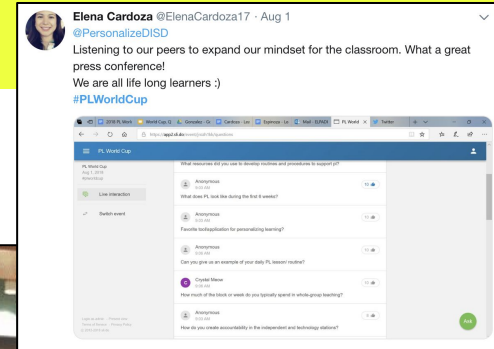 Elena Cardoza @ElenaCardoza17 · Aug 1
@PersonalizeDISD
Listening to our peers to expand our mindset for the classroom. What a great
press conference!
We are all life long learners :)
#PLWorldCup
PL World Cup
PL World Cup
Aug 1, 2018
Live interaction
Switch event
What resources did you use to develop routines and procedures to support pl?
Anonymous
What does PL look like during the first 6 weeks?
Anonymous
Favorite tool/application for personalizing learning?
Anonymous
Can you give us an example of your daily PL lesson/ routine?
Crystal Meave
How much of the block or week do you typically spend in whole-group teaching?
Anonymous
How do you create accountability in the independent and technology stations?
Ask